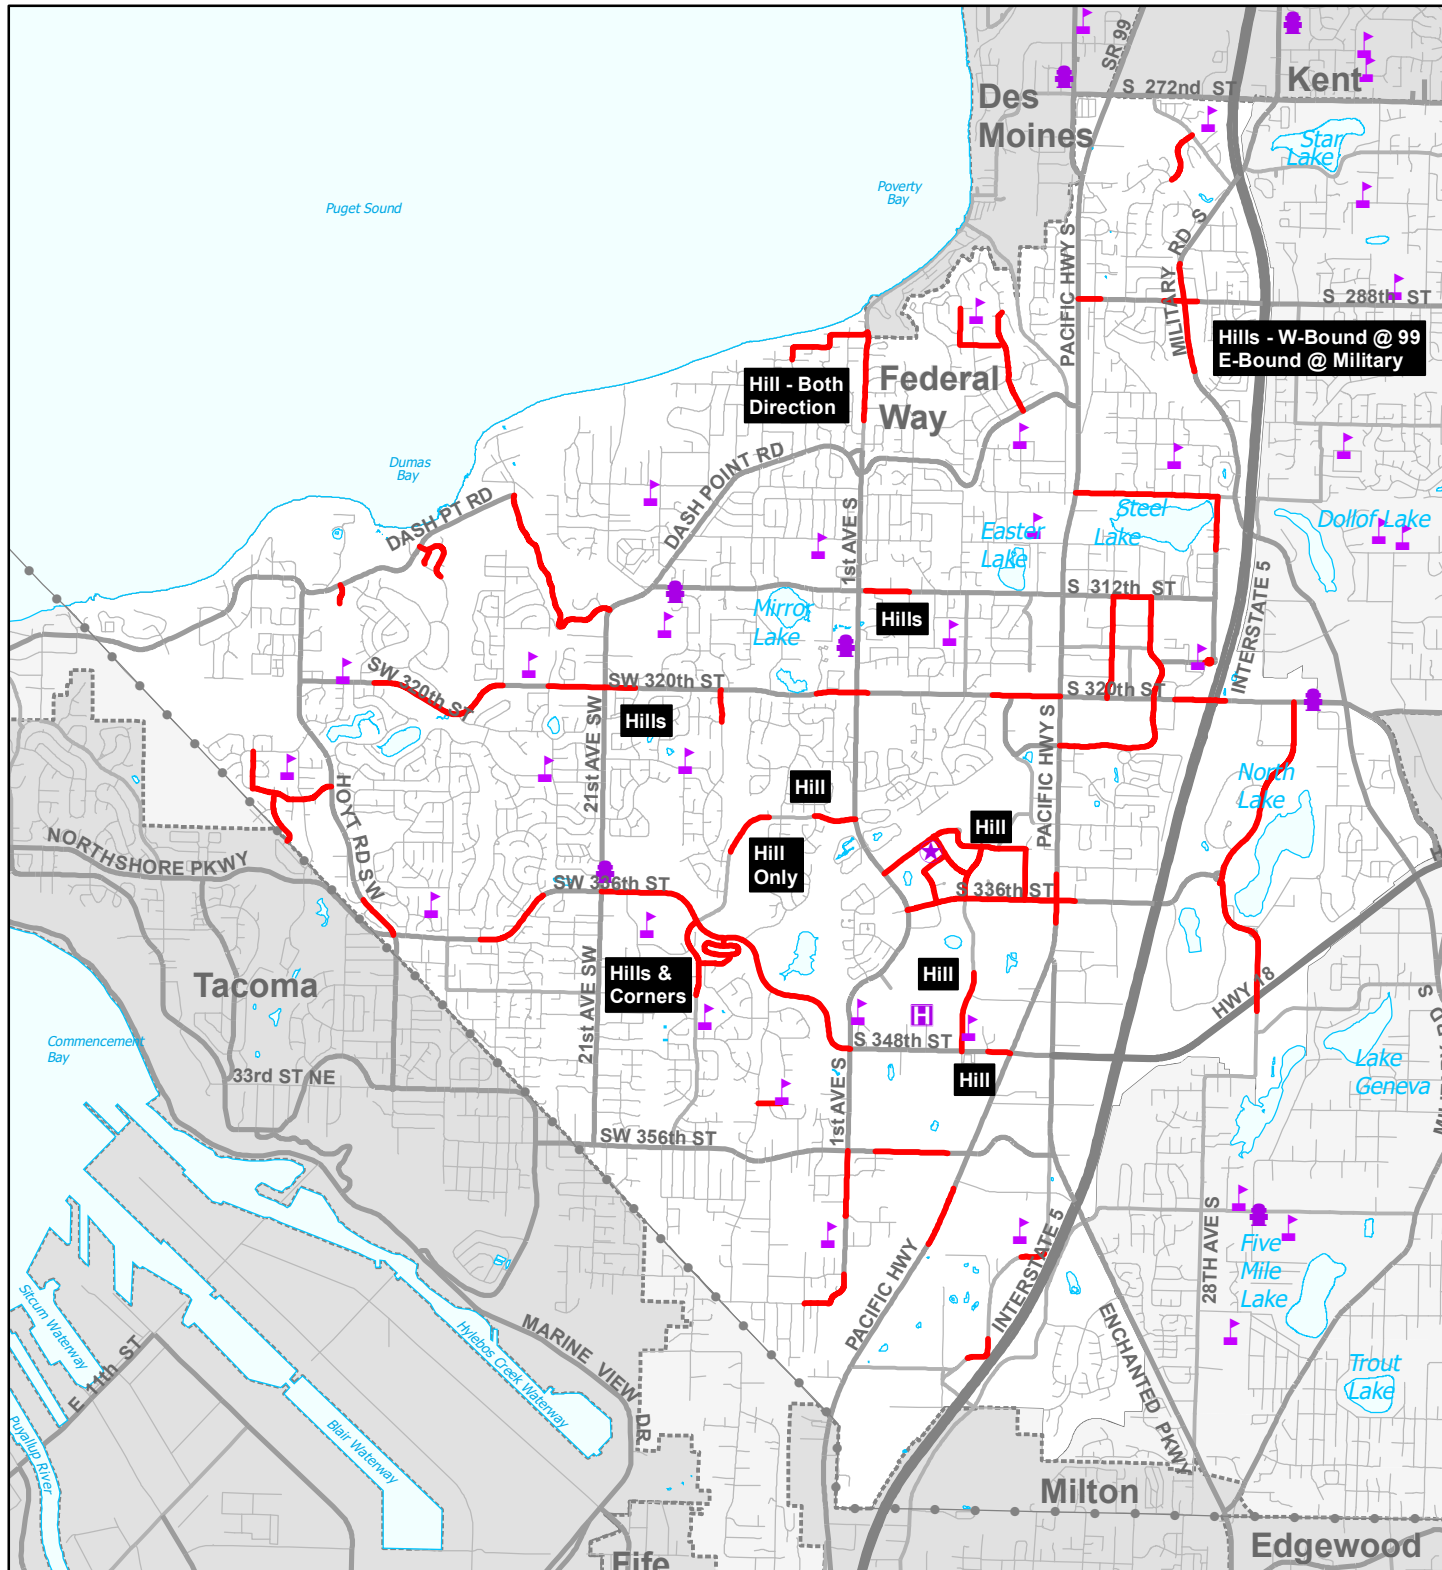 SR 99
S 272nd ST
Kent
Des
Moines
Star
Lake
Poverty
Bay
Puget Sound
PACIFIC HWY S
MILITARY RD S
S 288th ST
Hills - W-Bound @ 99
E-Bound @ Military
Hill - Both
Direction
Federal
Way
Dumas
Bay
DASH PT RD
DASH POINT RD
1st AVE S
Easter
Lake
Steel
Lake
Dollof Lake
INTERSTATE 5
S 312th ST
Mirror
Lake
Hills
SW 320th ST
SW 320th ST
S 320th ST
Hills
21st AVE SW
PACIFIC HWY S
North
Lake
Hill
Hill
HOYT RD SW
NORTHSHORE PKWY
Hill
Only
SW 336th ST
S 336th ST
Tacoma
Hills &
Corners
21st AVE SW
Hill
H
HWY 18
Commencement
Bay
33rd ST NE
S 348th ST
Hill
1st AVE S
Lake
Geneva
SW 356th ST
28TH AVE S
Five
Mile
Lake
INTERSTATE 5
PACIFIC HWY
ENCHANTED PKWY
Sitcum Waterway
E 11th ST
Hylebos Creek Waterway
MARINE VIEW DR
Blair Waterway
Puyallup River
Trout
Lake
Milton
Edgewood
Fife